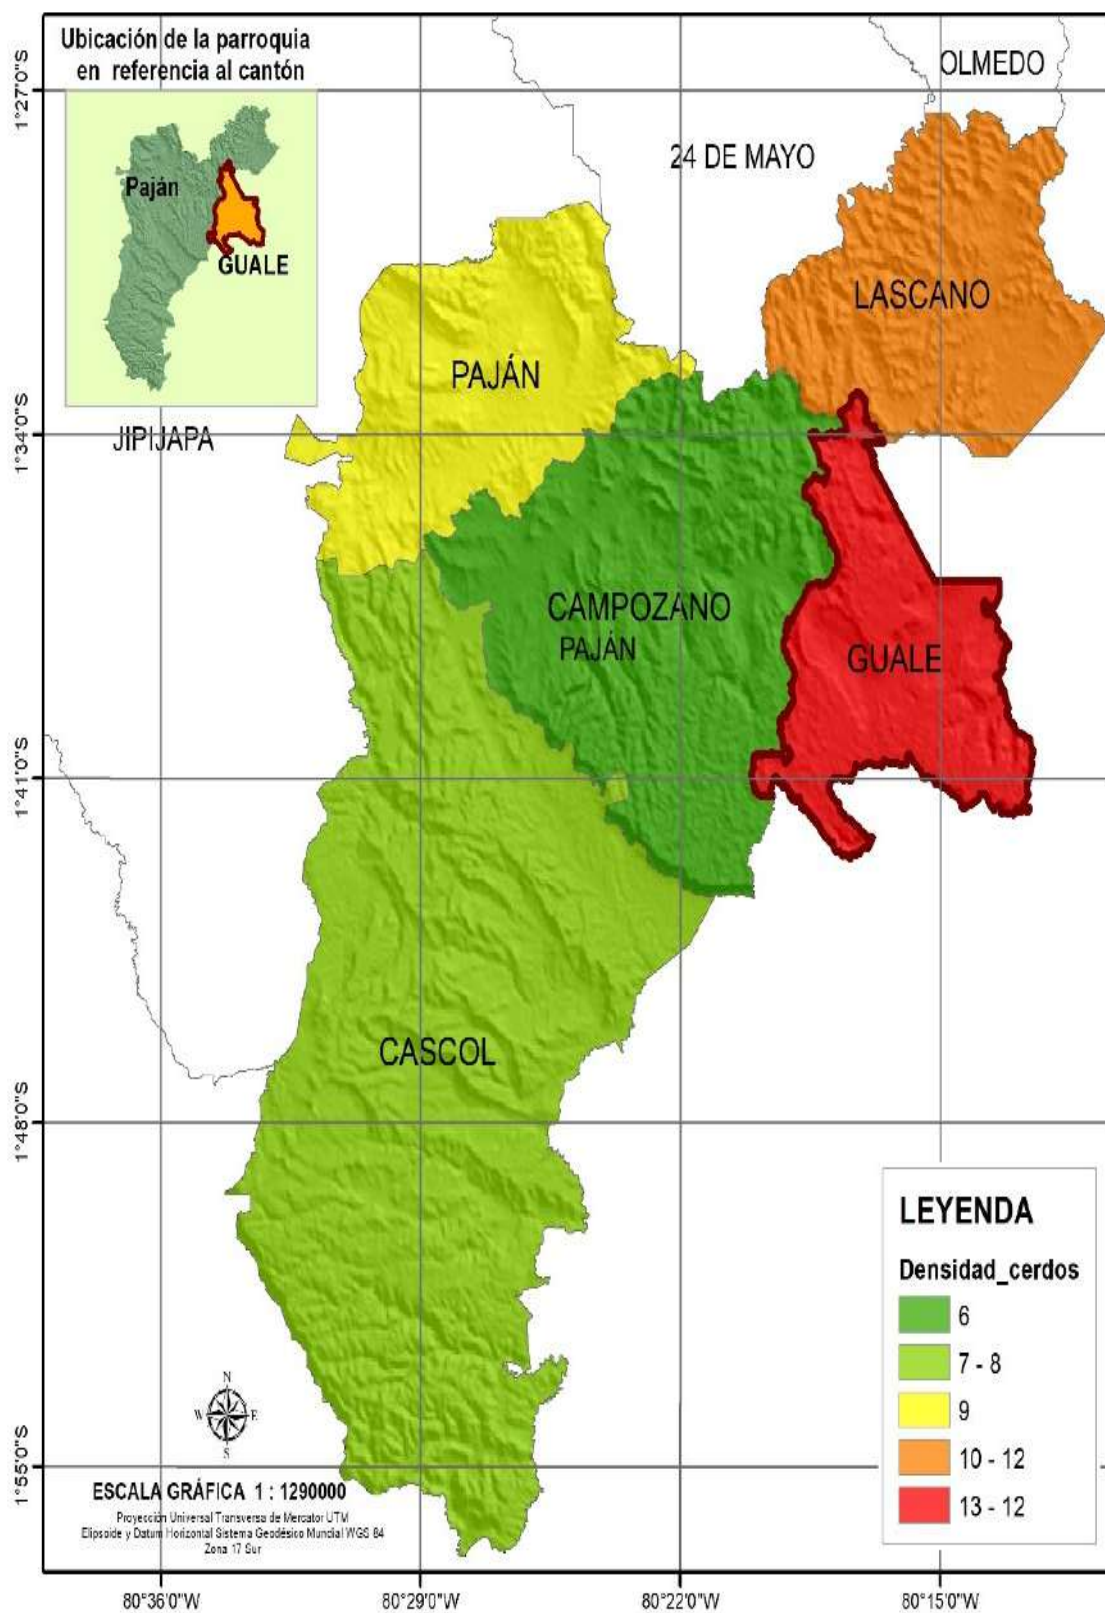 Ubicación de la parroquia
en referencia al cantón
Paján
GUALE
OLMEDO
24 DE MAYO
LASCANO
PAJÁN
JIPIJAPA
CAMPOZANO
PAJÁN
GUALE
CASCOL
LEYENDA
Densidad_cerdos
6
7 - 8
9
10 - 12
13 - 12
N
W E
S
ESCALA GRÁFICA 1 : 1290000
Proyección Universal Transversa de Mercator UTM
Elipsoide y Datum Horizontal Sistema Geodésico Mundial WGS 84
Zona 17 Sur
1°27'0"S
1°34'0"S
1°41'0"S
1°48'0"S
1°55'0"S
80°36'0"W 80°29'0"W 80°22'0"W 80°15'0"W